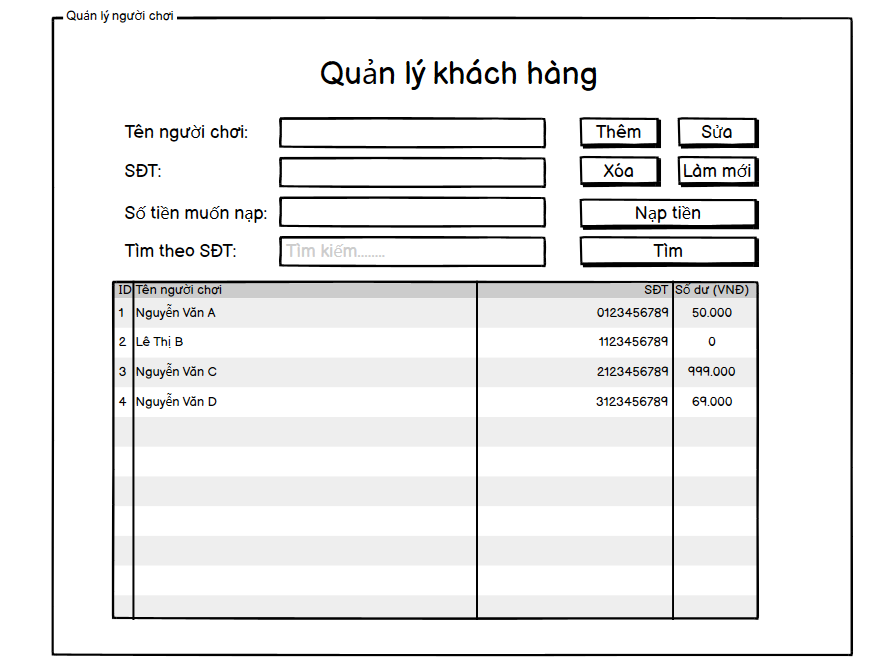 Quản lý người chơi
Quản lý khách hàng
Tên người chơi: Thêm Sửa
SĐT: Xóa Làm mới
Số tiền muốn nạp: Nạp tiền
Tìm theo SĐT: Tìm kiếm........ Tìm
ID Tên người chơi SĐT Số dư (VNĐ)
1 Nguyễn Văn A 0123456789 50.000
2 Lê Thị B 1123456789 0
3 Nguyễn Văn C 2123456789 999.000
4 Nguyễn Văn D 3123456789 69.000